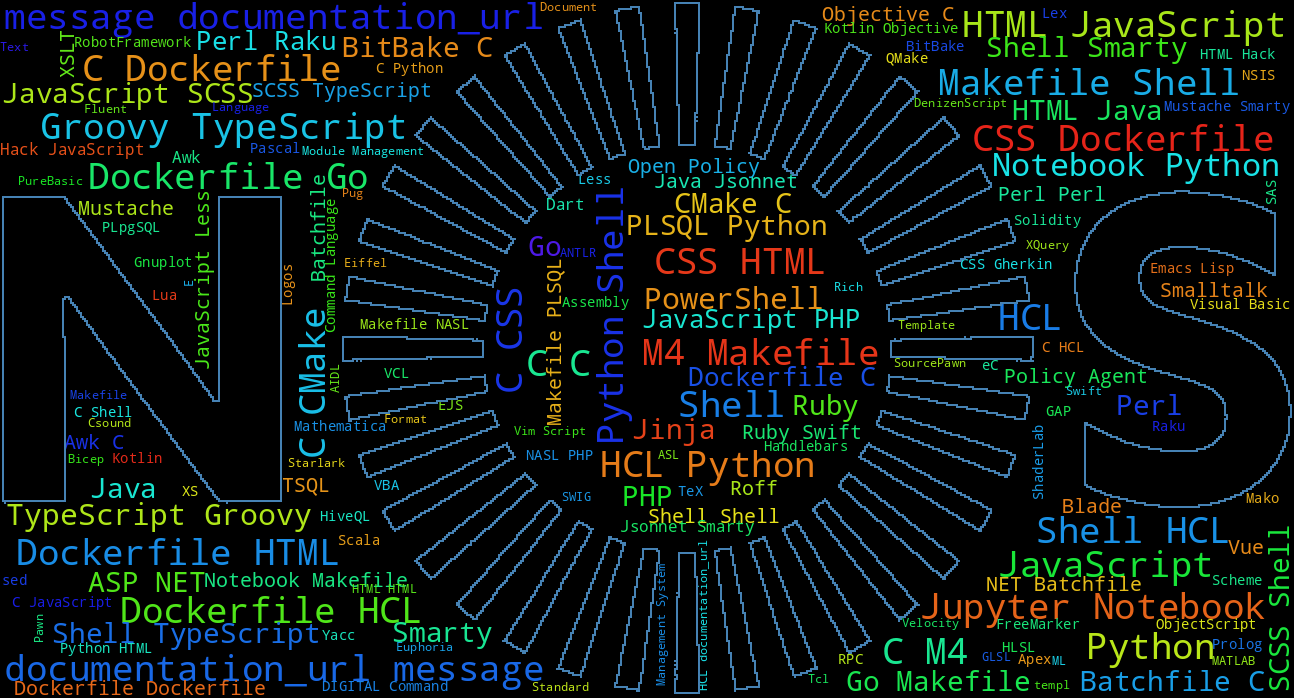 message documentation_url
Document
Objective C
Lex
HTML JavaScript
Text
XSLT
RobotFramework
Perl Raku
BitBake C
Kotlin Objective
BitBake
Shell Smarty
HTML Hack
C Dockerfile
C Python
QMake
Makefile Shell
NSIS
JavaScript SCSS
SCSS TypeScript
Fluent
Language
DenizenScript
HTML Java
Mustache Smarty
Groovy TypeScript
CSS Dockerfile
Hack JavaScript
Awk
Pascal
Module Management
Notebook Python
Open Policy
PureBasic
Dockerfile Go
Pug
Less
Java Jsonnet
Perl Perl
SAS
Mustache
PLpgSQL
JavaScript Less
Batchfile
Command Language
Dart
CMake C
PLSQL Python
Solidity
XQuery
Go
ANTLR
Python Shell
Gnuplot
Eiffel
CSS HTML
CSS Gherkin
Emacs Lisp
Lua
E
Logos
Makefile PLSQL
Assembly
PowerShell
Rich
Smalltalk
Visual Basic
C CMake
Makefile NASL
C CSS
JavaScript PHP
Template
HCL
C C
M4 Makefile
C HCL
SourcePawn
eC
VCL
AIDL
Dockerfile C
Policy Agent
Swift
Makefile
C Shell
Csound
EJS
Format
Shell
Ruby
GAP
Perl
Raku
Mathematica
Vim Script
Jinja
Ruby Swift
Handlebars
ShaderLab
Awk C
Bicep
Kotlin
Starlark
NASL PHP
ASL
HCL Python
Java
XS
TSQL
VBA
SWIG
PHP
TeX
Roff
Mako
Blade
TypeScript Groovy
HiveQL
Shell Shell
Jsonnet Smarty
Shell HCL
Scala
Vue
Dockerfile HTML
JavaScript
SCSS Shell
sed
ASP NET
Notebook Makefile
HTML HTML
Management System
HCL documentation_url
NET Batchfile
Scheme
C JavaScript
Dockerfile HCL
Jupyter Notebook
Pawn
Shell TypeScript
Yacc
Smarty
Velocity
FreeMarker
ObjectScript
Python HTML
Euphoria
C M4
HLSL
GLSL
Apex
ML
Python
Prolog
MATLAB
RPC
documentation_url message
Dockerfile Dockerfile
DIGITAL Command
Standard
Tcl
Go Makefile
templ
Batchfile C